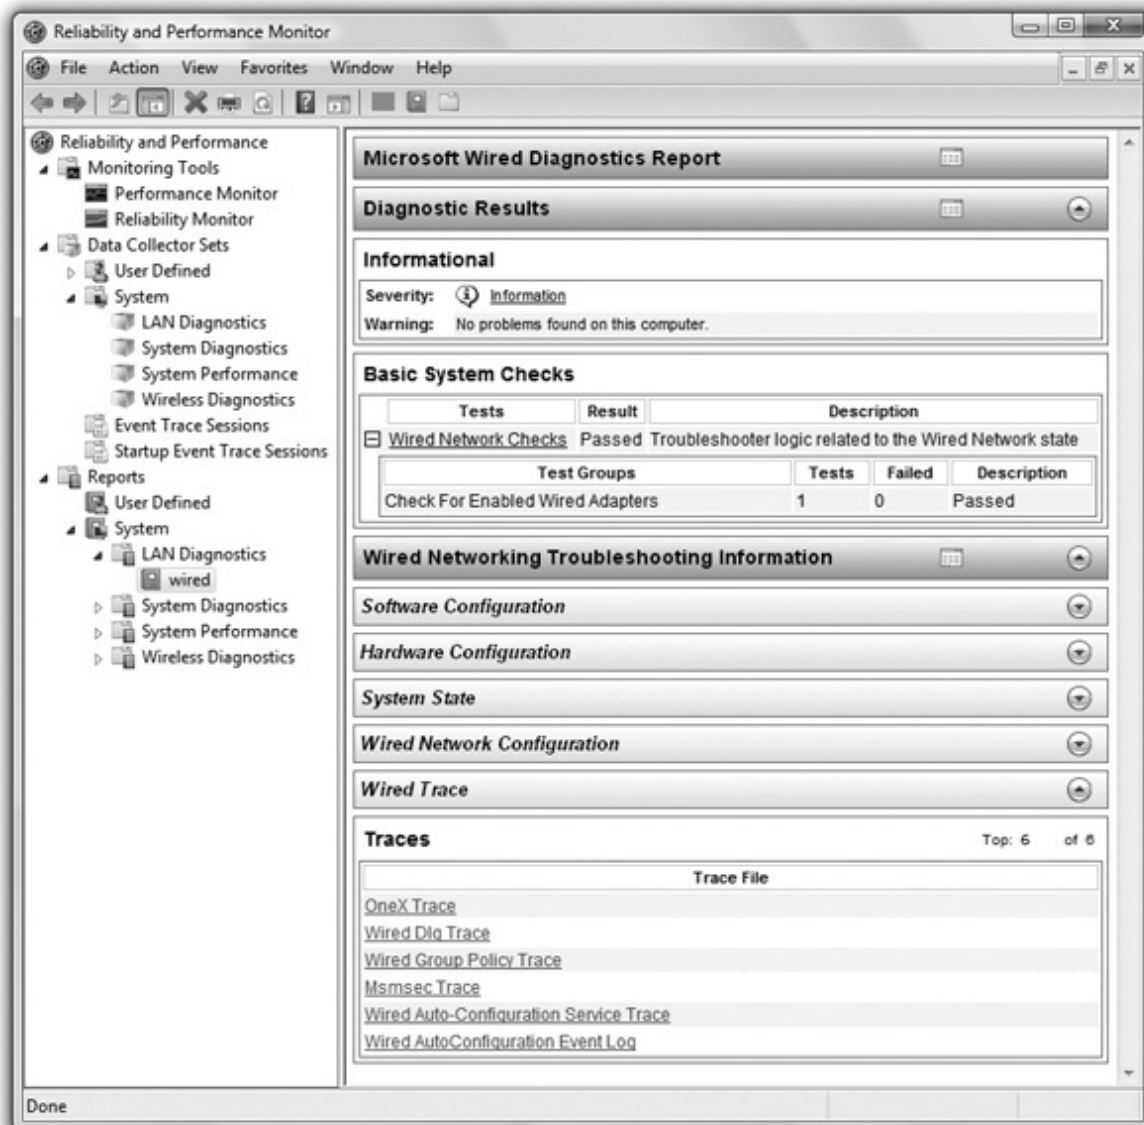 Reliability and Performance Monitor
File Action View Favorites Window Help
Reliability and Performance
Monitoring Tools
Performance Monitor
Reliability Monitor
Data Collector Sets
User Defined
System
LAN Diagnostics
System Diagnostics
System Performance
Wireless Diagnostics
Event Trace Sessions
Startup Event Trace Sessions
Reports
User Defined
System
LAN Diagnostics
wired
System Diagnostics
System Performance
Wireless Diagnostics
Microsoft Wired Diagnostics Report
Diagnostic Results
Informational
Severity: Information
Warning: No problems found on this computer.
Basic System Checks
Tests Result Description
Wired Network Checks Passed Troubleshooter logic related to the Wired Network state
Test Groups Tests Failed Description
Check For Enabled Wired Adapters 1 0 Passed
Wired Networking Troubleshooting Information
Software Configuration
Hardware Configuration
System State
Wired Network Configuration
Wired Trace
Traces Top: 6 of 6
Trace File
OneX Trace
Wired Dlg Trace
Wired Group Policy Trace
Msmsec Trace
Wired Auto-Configuration Service Trace
Wired AutoConfiguration Event Log
Done